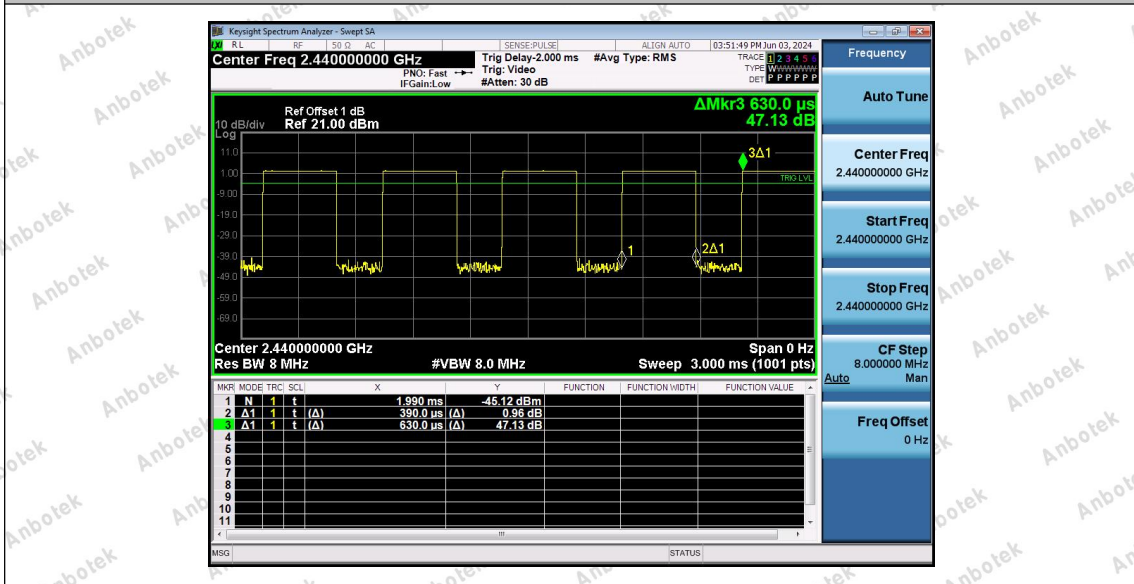 Keysight Spectrum Analyzer - Swept SA
LXI RL RF 50 Ω AC SENSE:PULSE ALIGN AUTO 03:51:49 PM Jun 03, 2024
Center Freq 2.440000000 GHz Trig Delay-2.000 ms #Avg Type: RMS TRACE 1 2 3 4 5 6
PNO: Fast Trig: Video TYPE WWWWWW
IFGain:Low #Atten: 30 dB DET P P P P P P
Frequency
Auto Tune
Center Freq
2.440000000 GHz
Start Freq
2.440000000 GHz
Stop Freq
2.440000000 GHz
CF Step
8.000000 MHz
Auto Man
Freq Offset
0 Hz
ΔMkr3 630.0 µs
47.13 dB
Ref Offset 1 dB
10 dB/div Ref 21.00 dBm
Log
11.0
1.00
-9.00
-19.0
-29.0
-39.0
-49.0
-59.0
-69.0
3Δ1
TRIG LVL
1
2Δ1
Center 2.440000000 GHz Span 0 Hz
Res BW 8 MHz #VBW 8.0 MHz Sweep 3.000 ms (1001 pts)
MKR MODE TRC SCL X Y FUNCTION FUNCTION WIDTH FUNCTION VALUE
1 N 1 t 1.990 ms -45.12 dBm
2 Δ1 1 t (Δ) 390.0 µs (Δ) 0.96 dB
3 Δ1 1 t (Δ) 630.0 µs (Δ) 47.13 dB
4
5
6
7
8
9
10
11
MSG STATUS
Anbotek